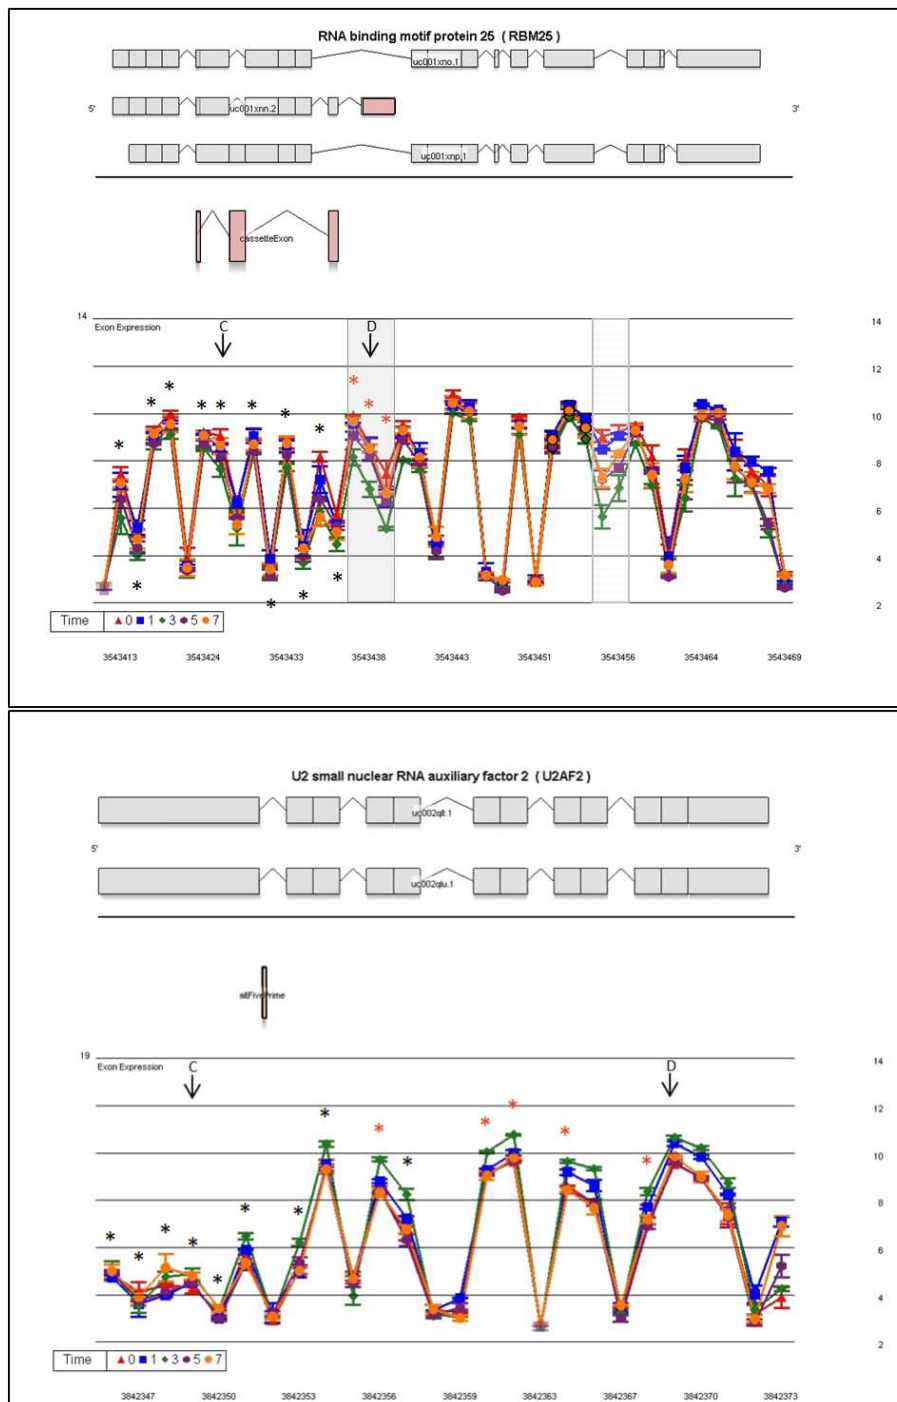 RNA binding motif protein 25 ( RBM25 )
uc001xno.1
5' uc001xnn.2 3'
uc001xnp.1
cassetteExon
14 Exon Expression C D 14
12
*
* * * * * * * * * * * *
10
8
6
4
* * * * *
2
Time 0 1 3 5 7
3543413 3543424 3543433 3543438 3543443 3543451 3543456 3543464 3543469
U2 small nuclear RNA auxiliary factor 2 ( U2AF2 )
uc002qlt.1
5' 3'
uc002qlu.1
altFivePrime
19 Exon Expression C D 14
12
* * * * * * *
10
8
* * * * * * *
6
4
2
Time 0 1 3 5 7
3842347 3842350 3842353 3842356 3842359 3842363 3842367 3842370 3842373